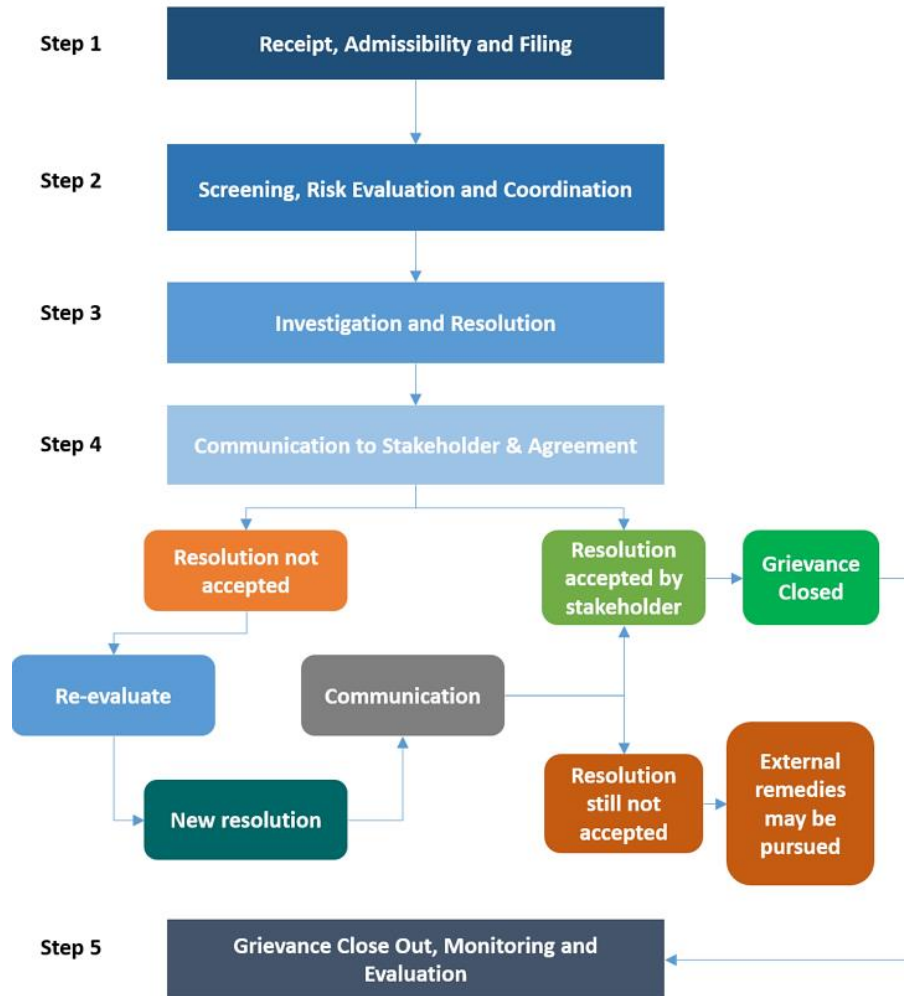 Step 1
Receipt, Admissibility and Filing
Step 2
Screening, Risk Evaluation and Coordination
Step 3
Investigation and Resolution
Step 4
Communication to Stakeholder & Agreement
Resolution not
accepted
Resolution
accepted by
stakeholder
Grievance
Closed
Re-evaluate
Communication
New resolution
Resolution
still not
accepted
External
remedies
may be
pursued
Step 5
Grievance Close Out, Monitoring and
Evaluation